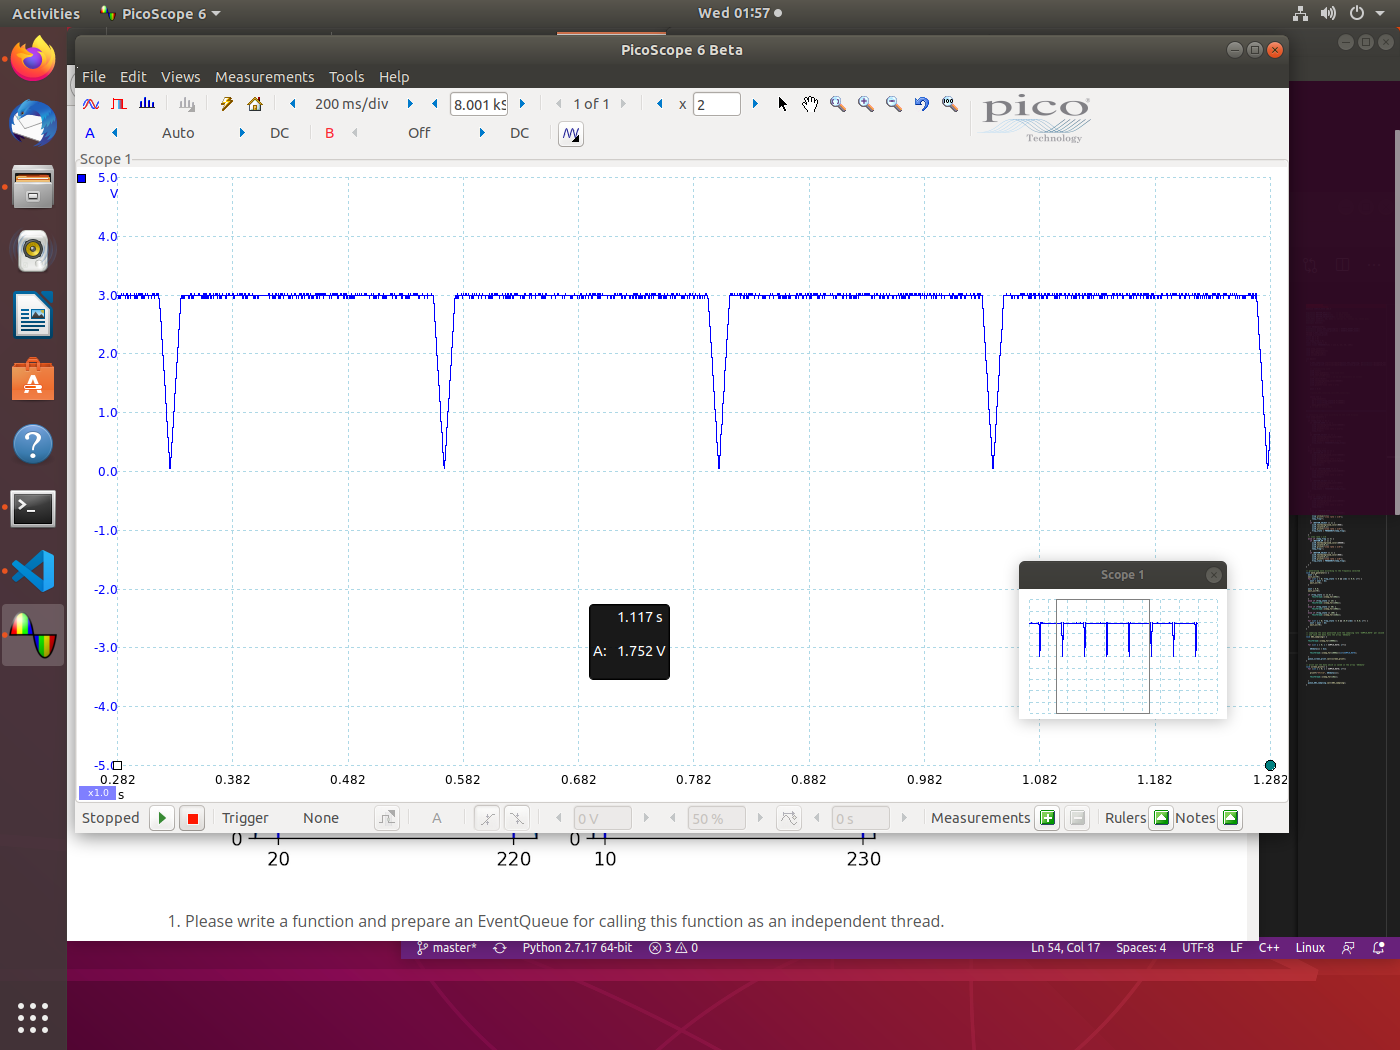 Activities PicoScope 6 Wed 01:57
PicoScope 6 Beta
File Edit Views Measurements Tools Help
200 ms/div 8.001 kS 1 of 1 x 2
pico
Technology
A Auto DC B Off DC
Scope 1
5.0
V
4.0
3.0
2.0
1.0
0.0
-1.0
-2.0
-3.0
-4.0
-5.0
1.117 s
A: 1.752 V
Scope 1
0.282 0.382 0.482 0.582 0.682 0.782 0.882 0.982 1.082 1.182 1.282
x1.0 s
Stopped Trigger None A 0 V 50 % 0 s Measurements Rulers Notes
0 0
20 220 10 230
1. Please write a function and prepare an EventQueue for calling this function as an independent thread.
master* Python 2.7.17 64-bit 3 0 Ln 54, Col 17 Spaces: 4 UTF-8 LF C++ Linux